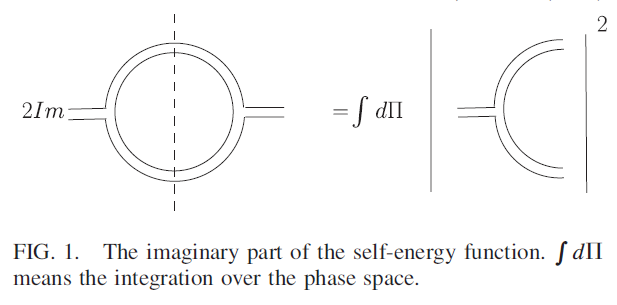 2
2Im
=∫ dΠ
FIG. 1. The imaginary part of the self-energy function. ∫ dΠ
means the integration over the phase space.